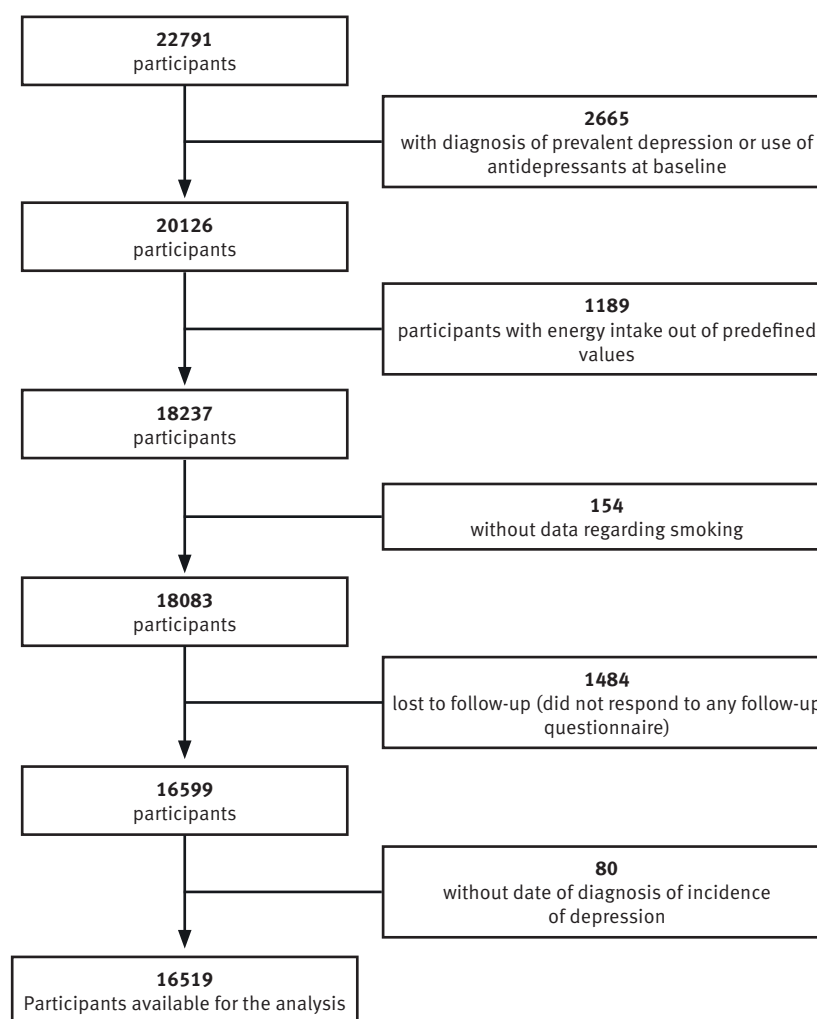 22791
participants
2665
with diagnosis of prevalent depression or use of
antidepressants at baseline
20126
participants
1189
participants with energy intake out of predefined
values
18237
participants
154
without data regarding smoking
18083
participants
1484
lost to follow-up (did not respond to any follow-up
questionnaire)
16599
participants
80
without date of diagnosis of incidence
of depression
16519
Participants available for the analysis